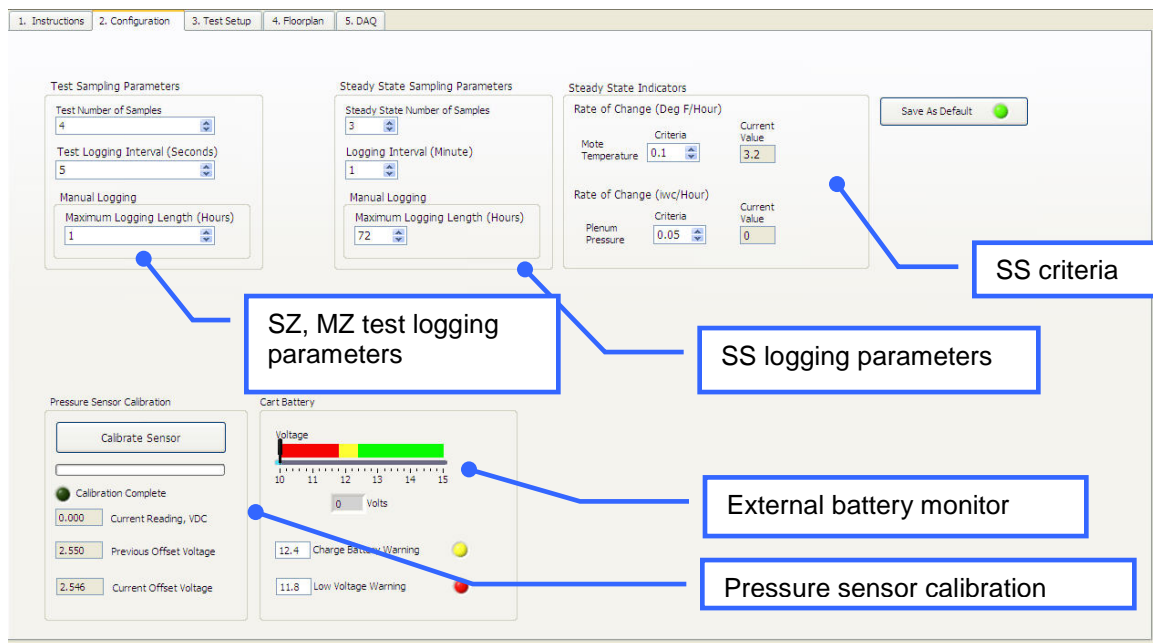 1. Instructions
2. Configuration
3. Test Setup
4. Floorplan
5. DAQ
Test Sampling Parameters
Test Number of Samples
4
Test Logging Interval (Seconds)
5
Manual Logging
Maximum Logging Length (Hours)
1
Steady State Sampling Parameters
Steady State Number of Samples
3
Logging Interval (Minute)
1
Manual Logging
Maximum Logging Length (Hours)
72
Steady State Indicators
Rate of Change (Deg F/Hour)
Mote
Temperature
Criteria
0.1
Current
Value
3.2
Rate of Change (iwc/Hour)
Plenum
Pressure
Criteria
0.05
Current
Value
0
Save As Default
SS criteria
SZ, MZ test logging
parameters
SS logging parameters
Pressure Sensor Calibration
Calibrate Sensor
Calibration Complete
0.000 Current Reading, VDC
2.550 Previous Offset Voltage
2.546 Current Offset Voltage
Cart Battery
Voltage
10 11 12 13 14 15
0 Volts
12.4 Charge Battery Warning
11.8 Low Voltage Warning
External battery monitor
Pressure sensor calibration